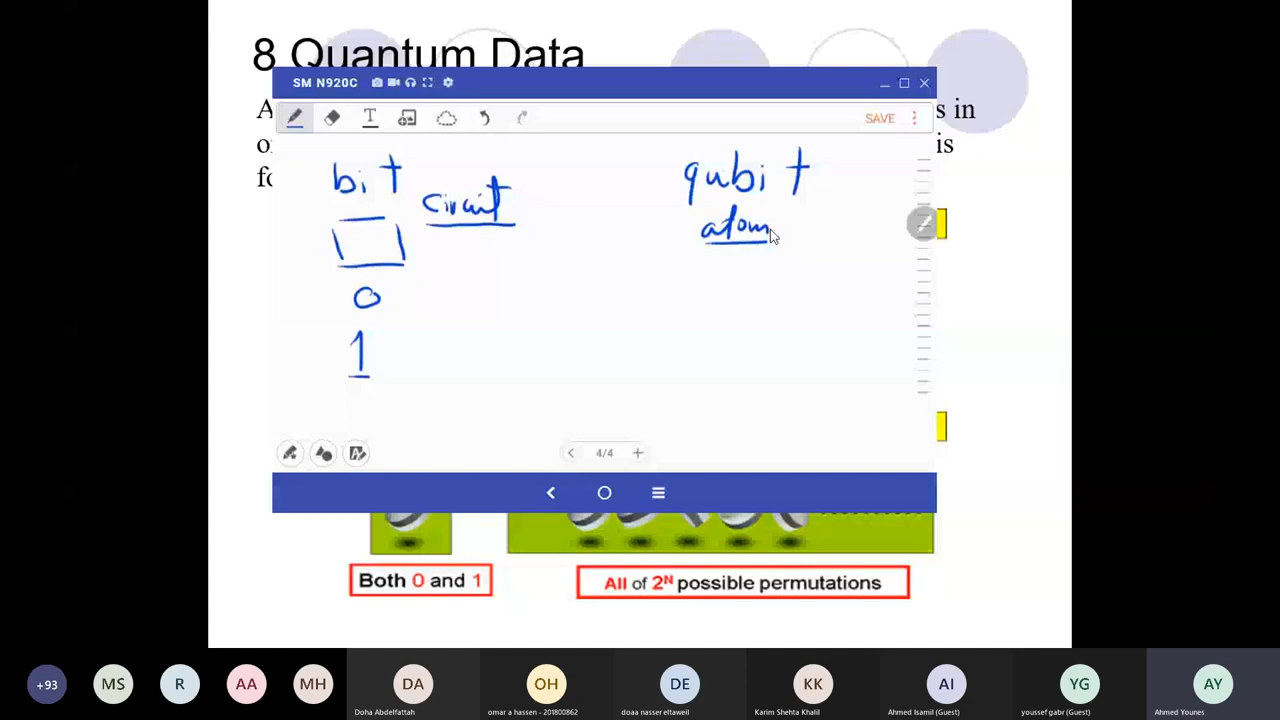 8 Quantum Data
SM N920C
A
s in
o
is
fo
T
SAVE
bit
qubit
circuit
atom
0
1
4/4
Both 0 and 1
All of 2ᴺ possible permutations
+93
MS
R
AA
MH
DA
OH
DE
KK
AI
YG
AY
Doha Abdelfattah
omar a hassen - 201800862
doaa nasser eltaweil
Karim Shehta Khalil
Ahmed Isamil (Guest)
youssef gabr (Guest)
Ahmed Younes